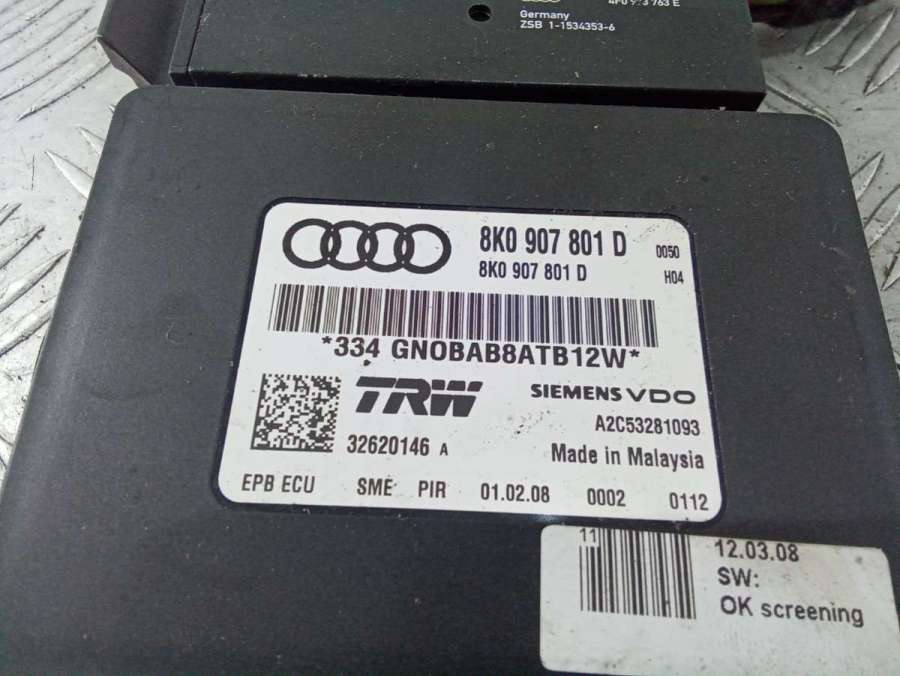 Germany
ZSB 1-1534353-6
8K0 907 801 D 0050
8K0 907 801 D H04
*334 GNOBAB8ATB12W*
TRW SIEMENS VDO
32620146 A A2C53281093
Made in Malaysia
EPB ECU SME PIR 01.02.08 0002 0112
11
12.03.08
SW:
OK screening